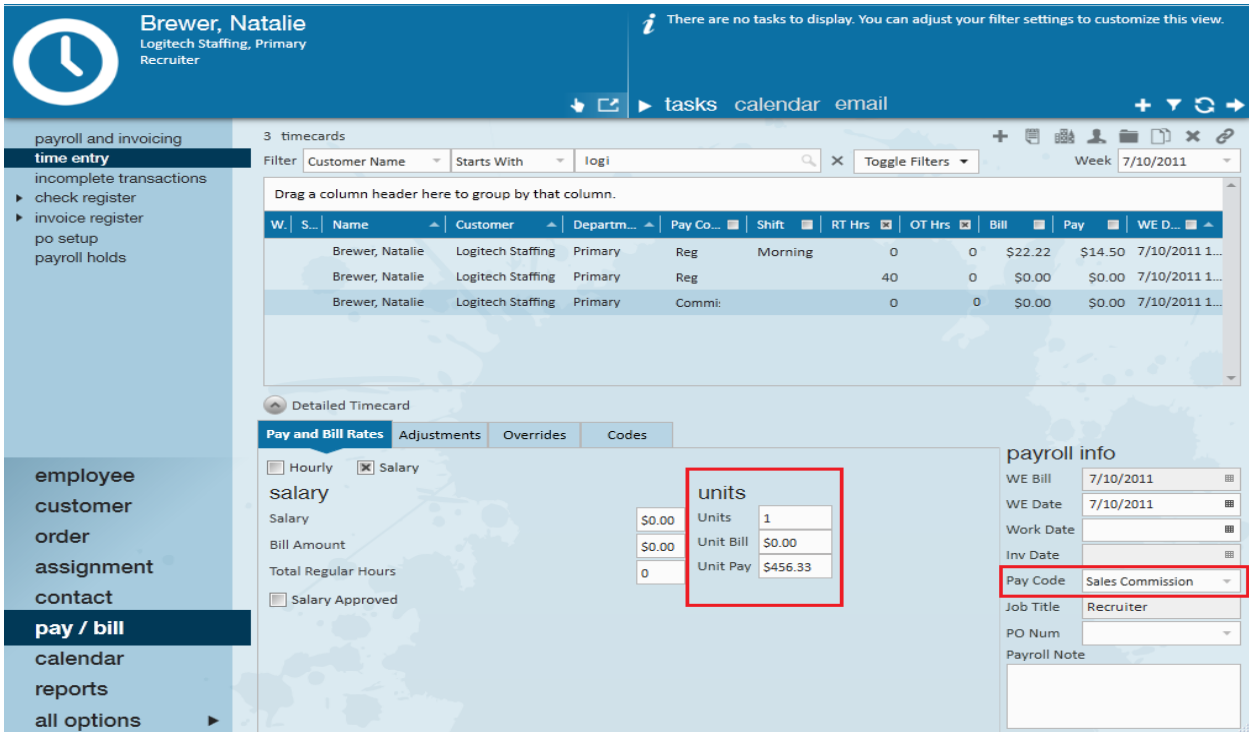 Brewer, Natalie
Logitech Staffing, Primary
Recruiter
There are no tasks to display. You can adjust your filter settings to customize this view.
tasks calendar email
payroll and invoicing
time entry
incomplete transactions
check register
invoice register
po setup
payroll holds
employee
customer
order
assignment
contact
pay / bill
calendar
reports
all options
3 timecards
Filter Customer Name Starts With logi Toggle Filters Week 7/10/2011
Drag a column header here to group by that column.
W. S... Name Customer Departm... Pay Co... Shift RT Hrs OT Hrs Bill Pay WE D...
Brewer, Natalie Logitech Staffing Primary Reg Morning 0 0 $22.22 $14.50 7/10/2011 1...
Brewer, Natalie Logitech Staffing Primary Reg 40 0 $0.00 $0.00 7/10/2011 1...
Brewer, Natalie Logitech Staffing Primary Commi: 0 0 $0.00 $0.00 7/10/2011 1...
Detailed Timecard
Pay and Bill Rates Adjustments Overrides Codes
Hourly Salary
salary
Salary $0.00
Bill Amount $0.00
Total Regular Hours 0
Salary Approved
units
Units 1
Unit Bill $0.00
Unit Pay $456.33
payroll info
WE Bill 7/10/2011
WE Date 7/10/2011
Work Date
Inv Date
Pay Code Sales Commission
Job Title Recruiter
PO Num
Payroll Note